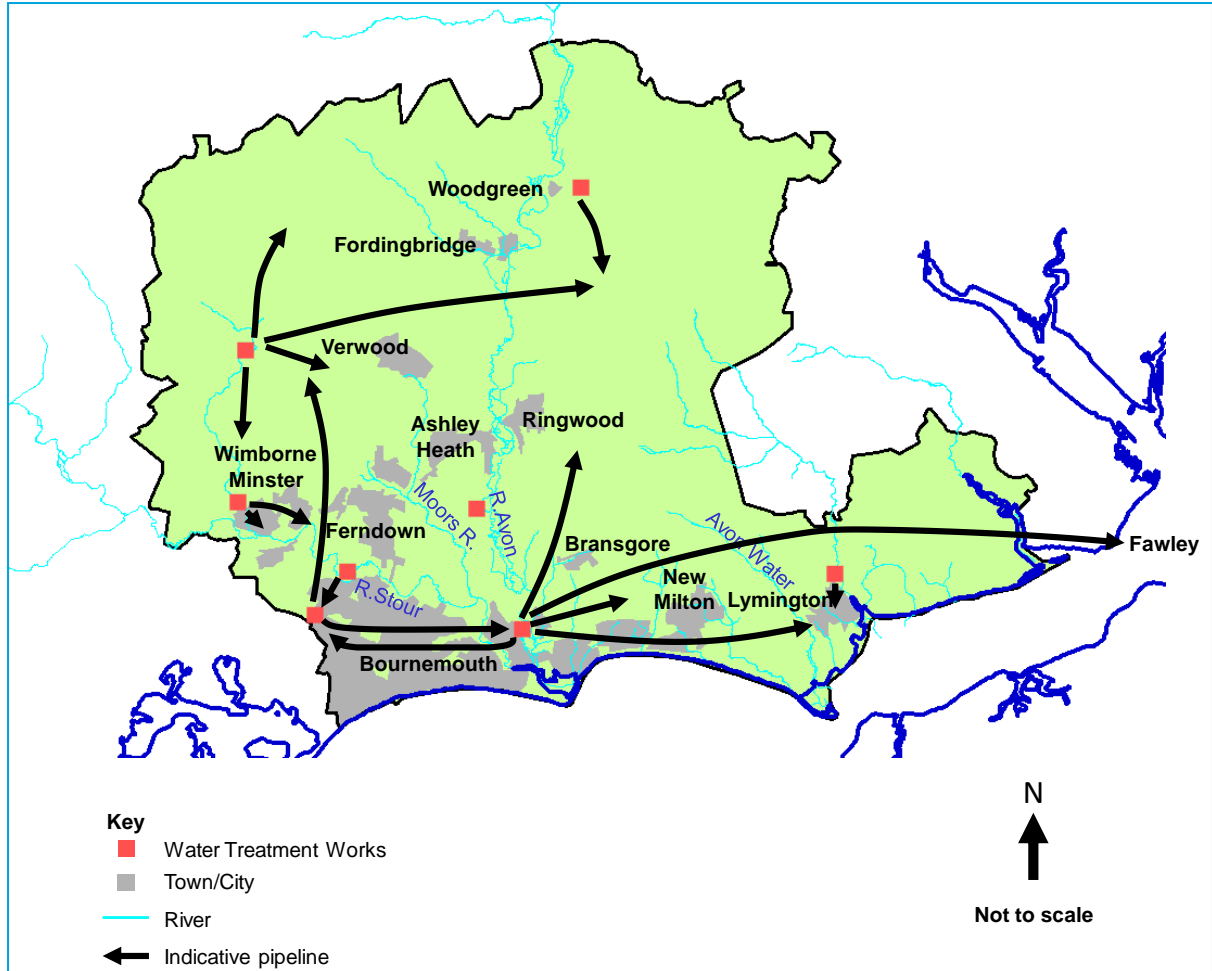 Woodgreen
Fordingbridge
Verwood
Ashley
Heath
Ringwood
Wimborne
Minster
Moors R.
R.Avon
Ferndown
Avon Water
Bransgore
Fawley
New
Milton
Lymington
R.Stour
Bournemouth
N
Not to scale
Key
Water Treatment Works
Town/City
River
Indicative pipeline